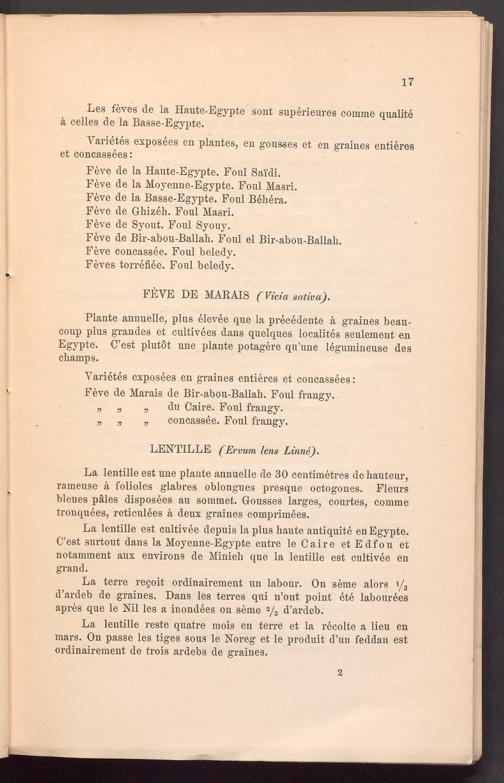 17
Les fèves de la Haute-Egypte sont supérieures comme qualité
à celles de la Basse-Egypte.
Variétés exposées en plantes, en gousses et en graines entières
et concassées:
Fève de la Haute-Egypte. Foul Saïdi.
Fève de la Moyenne-Egypte. Foul Masri.
Fève de la Basse-Egypte. Foul Béhéra.
Fève de Ghizéh. Foul Masri.
Fève de Syout. Foul Syouy.
Fève de Bir-abou-Ballah. Foul el Bir-abou-Ballah.
Fève concassée. Foul beledy.
Fèves torréfiée. Foul beledy.
FÈVE DE MARAIS (Vicia sativa).
Plante annuelle, plus élevée que la précédente à graines beau-
coup plus grandes et cultivées dans quelques localités seulement en
Egypte. C'est plutôt une plante potagère qu'une légumineuse des
champs.
Variétés exposées en graines entières et concassées:
Fève de Marais de Bir-abou-Ballah. Foul frangy.
„ „ „ du Caire. Foul frangy.
„ „ „ concassée. Foul frangy.
LENTILLE (Ervum lens Linné).
La lentille est une plante annuelle de 30 centimètres de hauteur,
rameuse à folioles glabres oblongues presque octogones. Fleurs
bleues pâles disposées au sommet. Gousses larges, courtes, comme
tronquées, reticulées à deux graines comprimées.
La lentille est cultivée depuis la plus haute antiquité en Egypte.
C'est surtout dans la Moyenne-Egypte entre le Caire et Edfou et
notamment aux environs de Minieh que la lentille est cultivée en
grand.
La terre reçoit ordinairement un labour. On sème alors 1/3
d'ardeb de graines. Dans les terres qui n'ont point été labourées
après que le Nil les a inondées on sème 2/3 d'ardeb.
La lentille reste quatre mois en terre et la récolte a lieu en
mars. On passe les tiges sous le Noreg et le produit d'un feddan est
ordinairement de trois ardebs de graines.
2